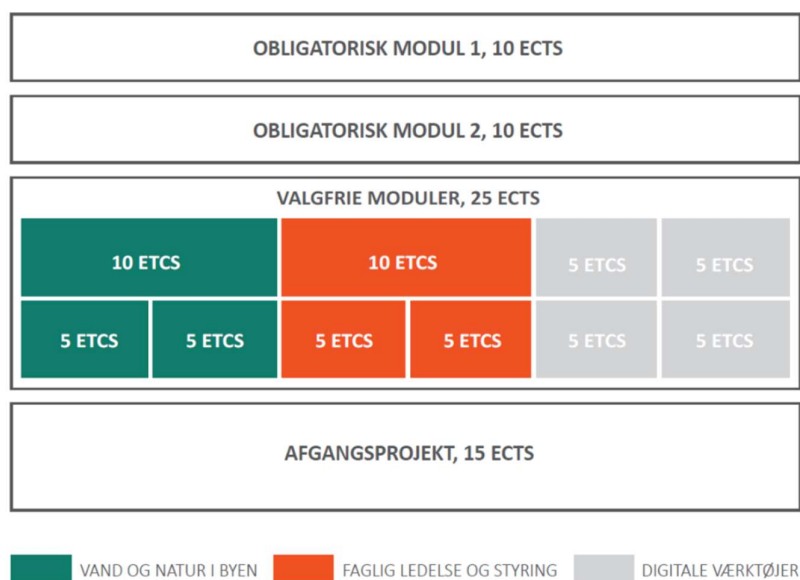 OBLIGATORISK MODUL 1, 10 ECTS
OBLIGATORISK MODUL 2, 10 ECTS
VALGFRIE MODULER, 25 ECTS
10 ETCS 10 ETCS 5 ETCS 5 ETCS
5 ETCS 5 ETCS 5 ETCS 5 ETCS 5 ETCS 5 ETCS
AFGANGSPROJEKT, 15 ECTS
VAND OG NATUR I BYEN FAGLIG LEDELSE OG STYRING DIGITALE VÆRKTØJER